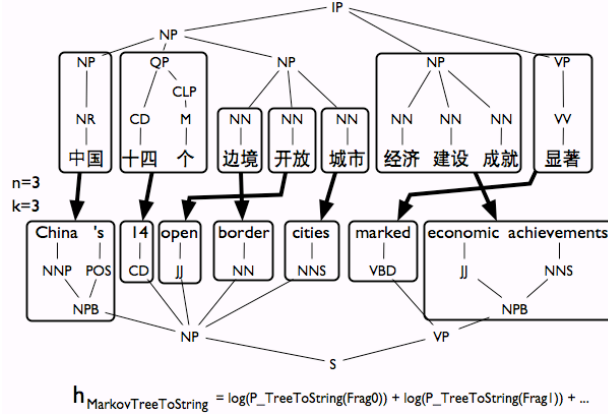 IP
NP
NP QP NP NP VP
CLP
NR CD M NN NN NN NN NN NN VV
中国 十四 个 边境 开放 城市 经济 建设 成就 显著
n=3
k=3
China 's 14 open border cities marked economic achievements
NNP POS CD JJ NN NNS VBD JJ NNS
NPB NPB
NP VP
S
h_MarkovTreeToString = log(P_TreeToString(Frag0)) + log(P_TreeToString(Frag1)) + ...